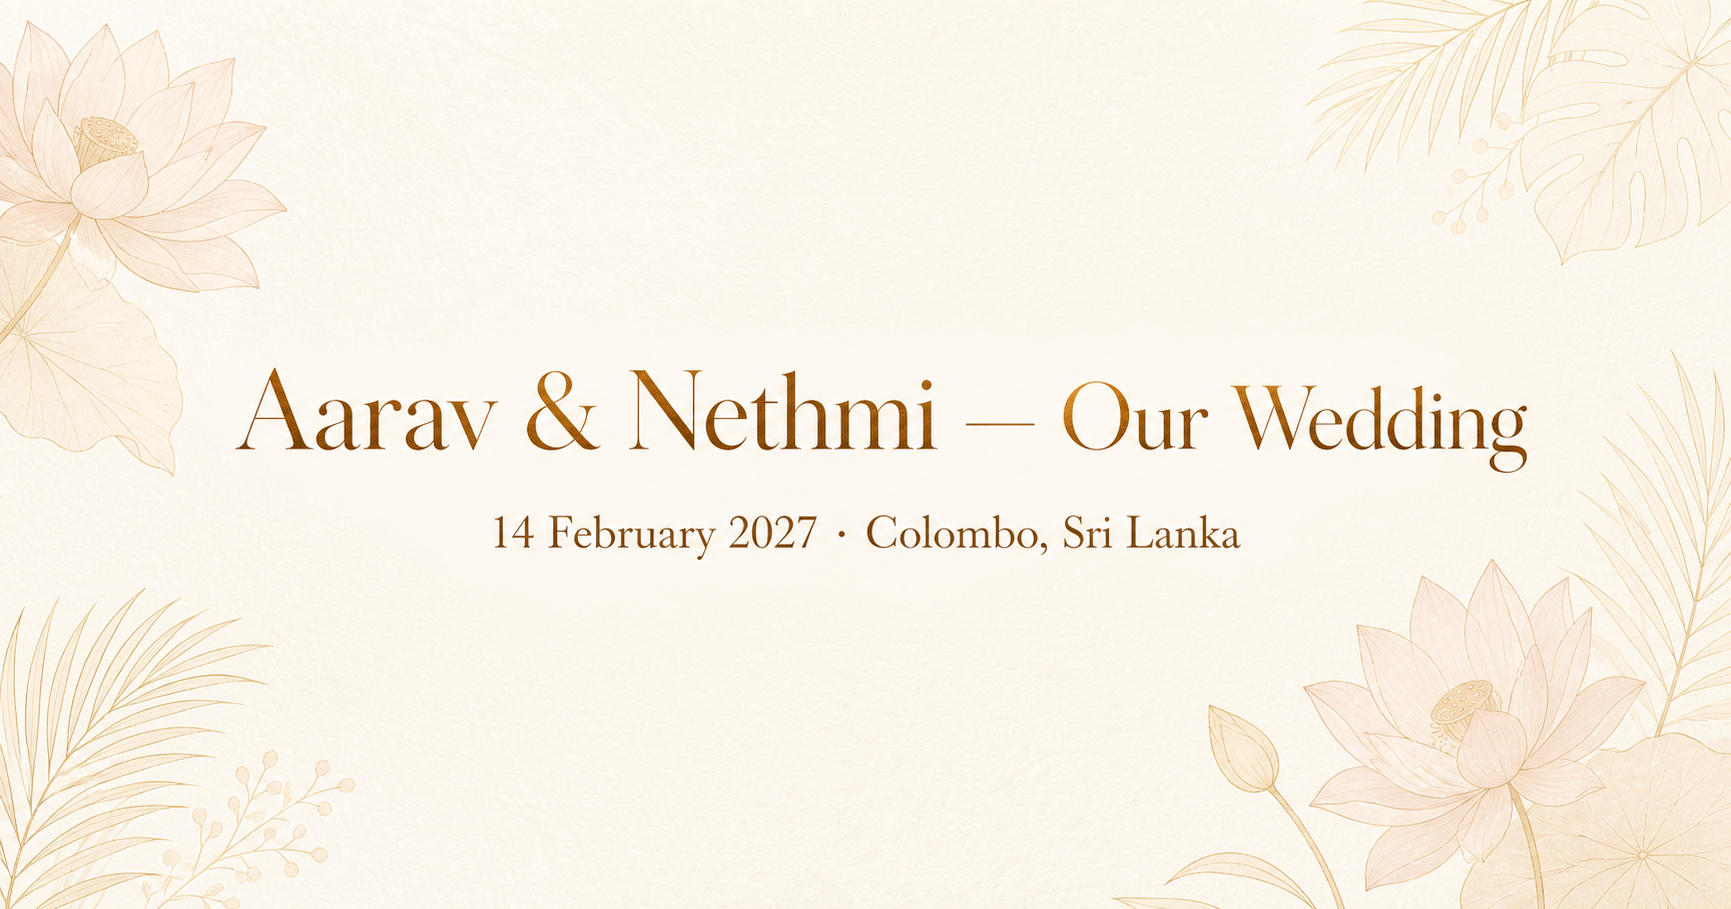 Aarav & Nethmi — Our Wedding
14 February 2027 · Colombo, Sri Lanka